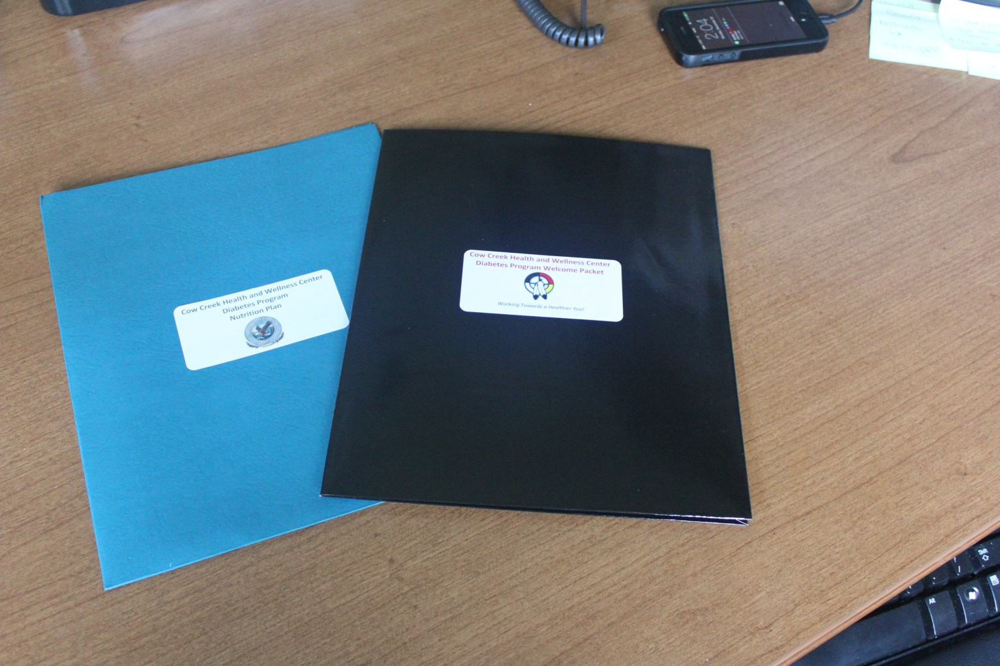 Cow Creek Health and Wellness Center
Diabetes Program
Nutrition Plan
Cow Creek Health and Wellness Center
Diabetes Program Welcome Packet
Working Towards a Healthier You!
2:04
Shift